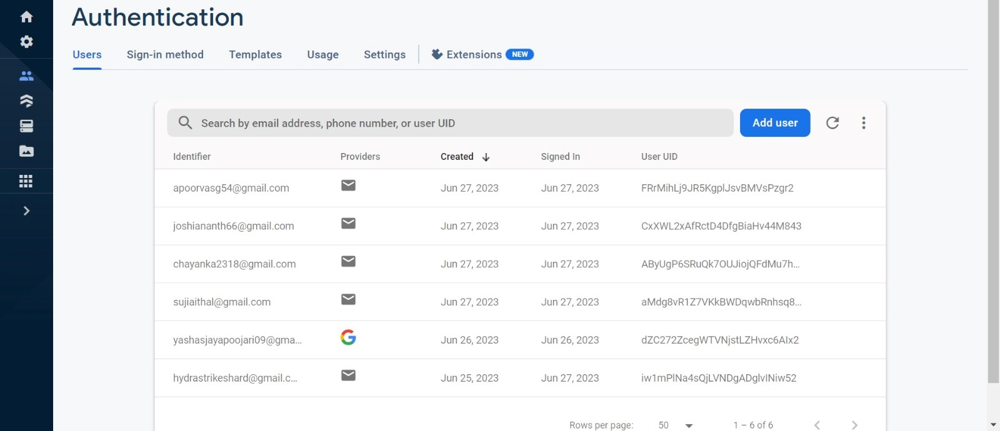 Authentication
Users Sign-in method Templates Usage Settings Extensions NEW
Search by email address, phone number, or user UID Add user
Identifier Providers Created Signed In User UID
apoorvasg54@gmail.com Jun 27, 2023 Jun 27, 2023 FRrMihLj9JR5KgplJsvBMVsPzgr2
joshiananth66@gmail.com Jun 27, 2023 Jun 27, 2023 CxXWL2xAfRctD4DfgBiaHv44M843
chayanka2318@gmail.com Jun 27, 2023 Jun 27, 2023 AByUgP6SRuQk7OUJiojQFdMu7h...
sujiaithal@gmail.com Jun 27, 2023 Jun 27, 2023 aMdg8vR1Z7VKkBWDqwbRnhsq8...
yashasjayapoojari09@gma... Jun 26, 2023 Jun 26, 2023 dZC272ZcegWTVNjstLZHvxc6AIx2
hydrastrikeshard@gmail.c... Jun 25, 2023 Jun 27, 2023 iw1mPlNa4sQjLVNDgADglvINiw52
Rows per page: 50 1 – 6 of 6